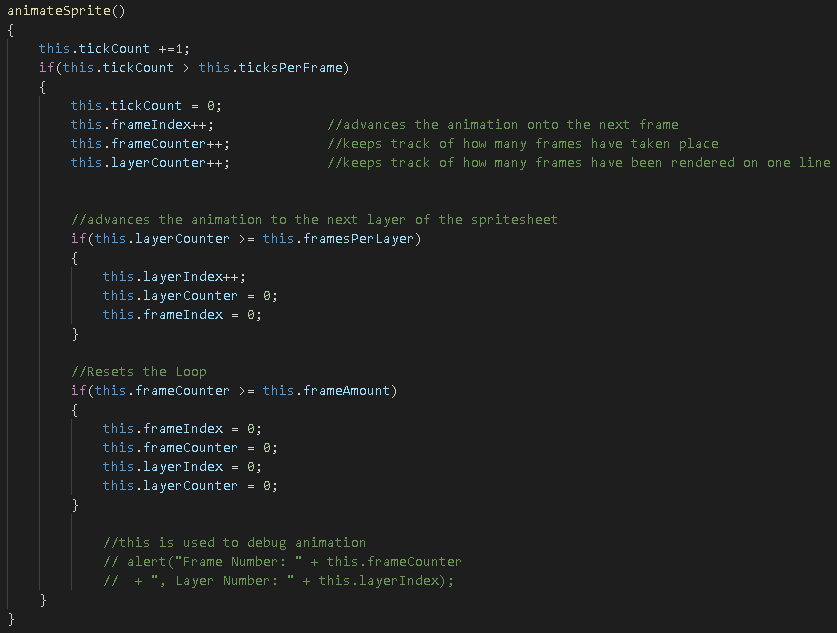 animateSprite()
{
    this.tickCount +=1;
    if(this.tickCount > this.ticksPerFrame)
    {
        this.tickCount = 0;
        this.frameIndex++;              //advances the animation onto the next frame
        this.frameCounter++;            //keeps track of how many frames have taken place
        this.layerCounter++;            //keeps track of how many frames have been rendered on one line
        //advances the animation to the next layer of the spritesheet
        if(this.layerCounter >= this.framesPerLayer)
        {
            this.layerIndex++;
            this.layerCounter = 0;
            this.frameIndex = 0;
        }
        //Resets the Loop
        if(this.frameCounter >= this.frameAmount)
        {
            this.frameIndex = 0;
            this.frameCounter = 0;
            this.layerIndex = 0;
            this.layerCounter = 0;
        }
            //this is used to debug animation
            // alert("Frame Number: " + this.frameCounter
            //  + ", Layer Number: " + this.layerIndex);
    }
}